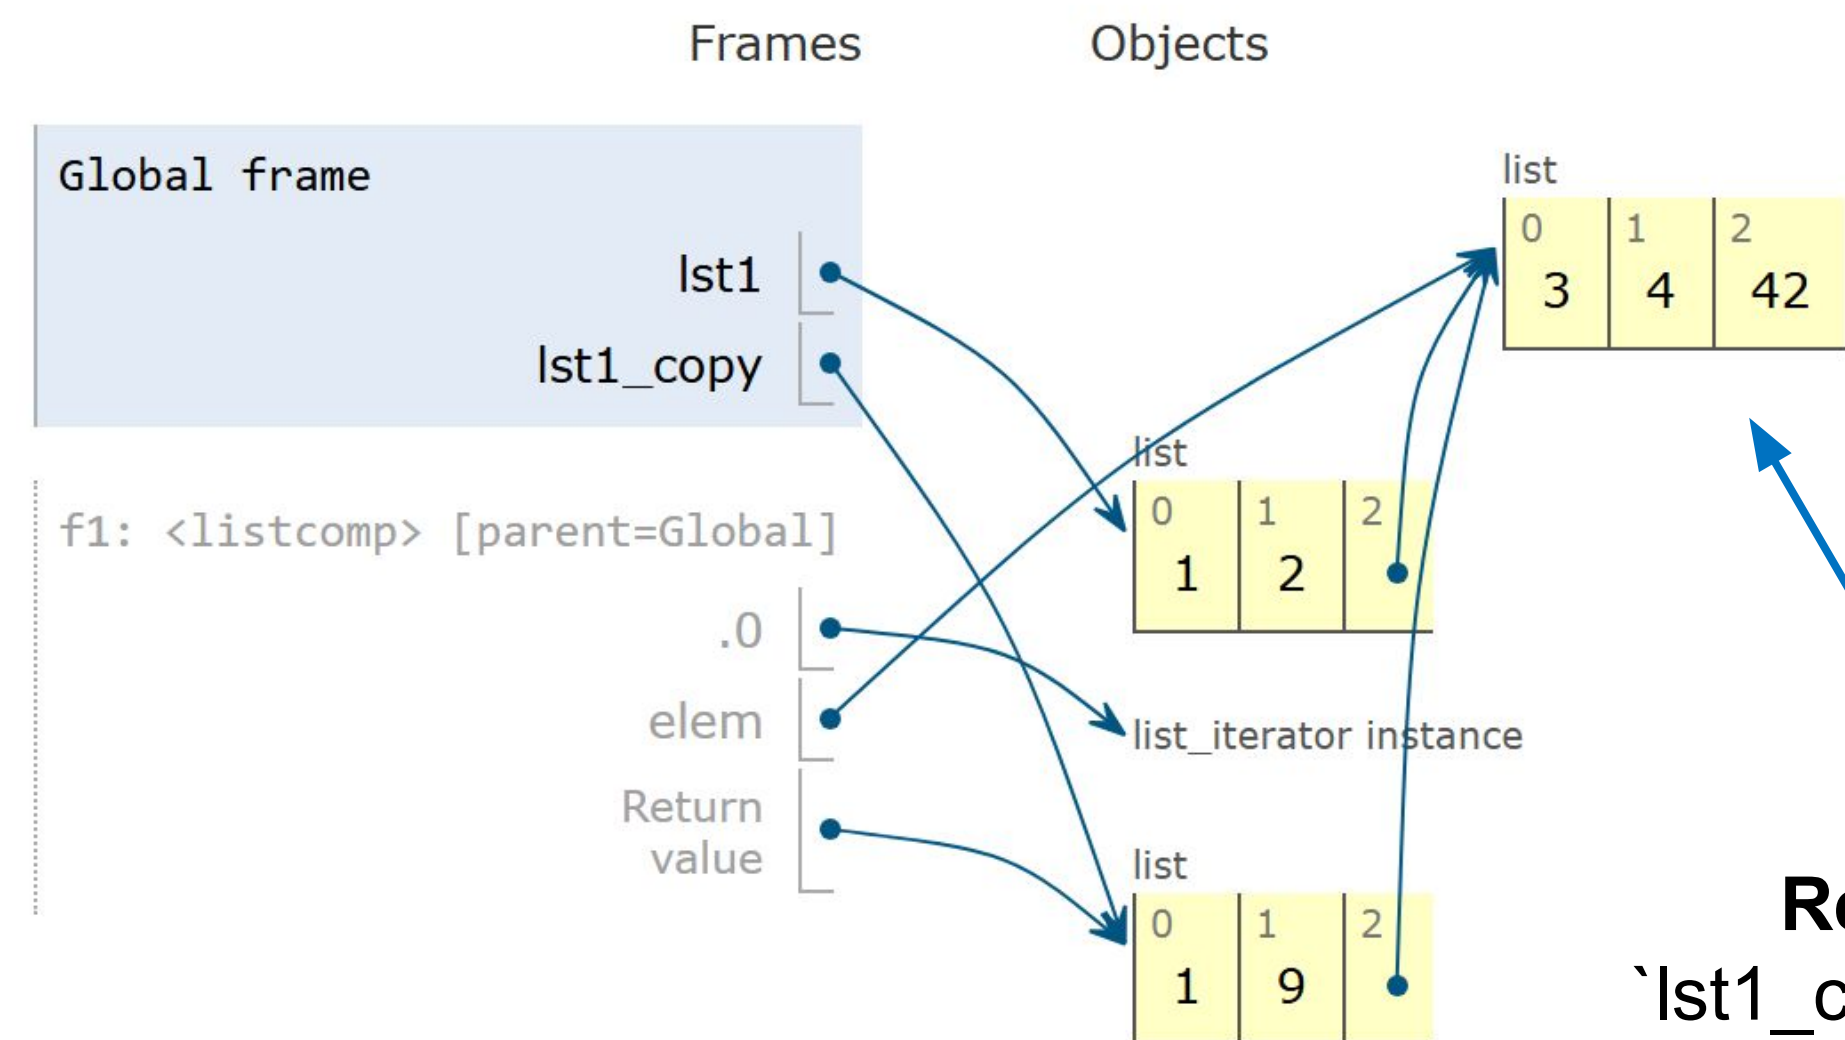 Frames Objects
Global frame
lst1
lst1_copy
list
0 1 2
3 4 42
f1: <listcomp> [parent=Global]
.0
elem
Return
value
list
0 1 2
1 2
list_iterator instance
list
0 1 2
1 9